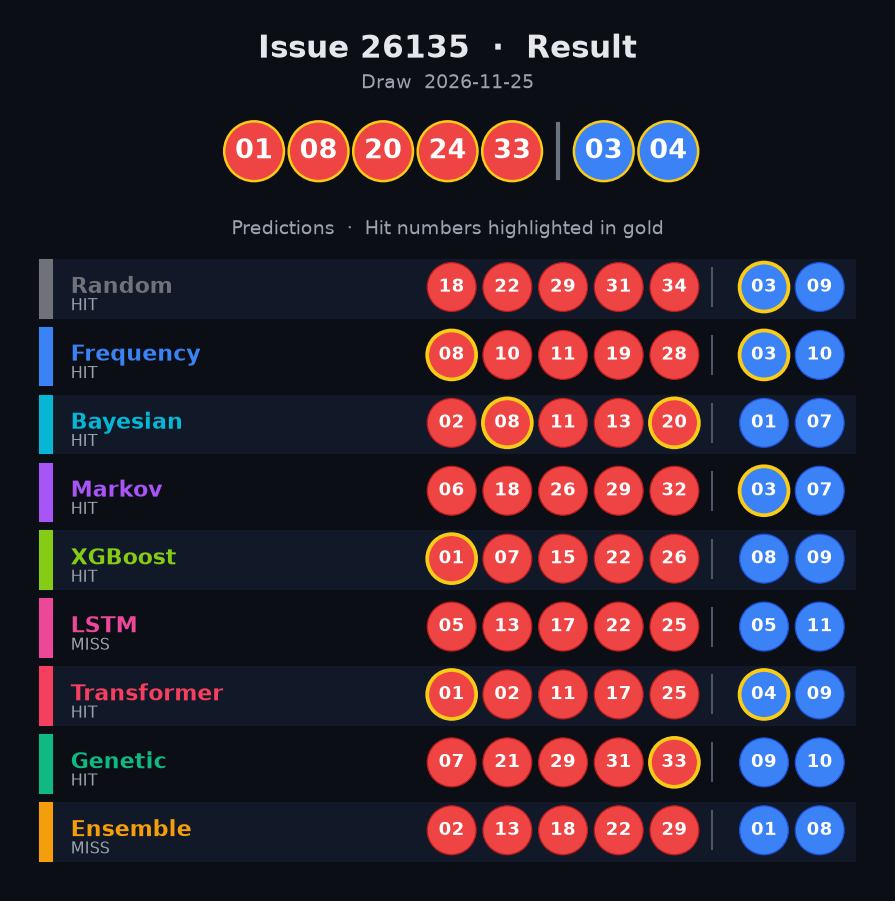 Issue 26135 · Result
Draw 2026-11-25
01 08 20 24 33 03 04
Predictions · Hit numbers highlighted in gold
Random 18 22 29 31 34 03 09
HIT
Frequency 08 10 11 19 28 03 10
HIT
Bayesian 02 08 11 13 20 01 07
HIT
Markov 06 18 26 29 32 03 07
HIT
XGBoost 01 07 15 22 26 08 09
HIT
LSTM 05 13 17 22 25 05 11
MISS
Transformer 01 02 11 17 25 04 09
HIT
Genetic 07 21 29 31 33 09 10
HIT
Ensemble 02 13 18 22 29 01 08
MISS